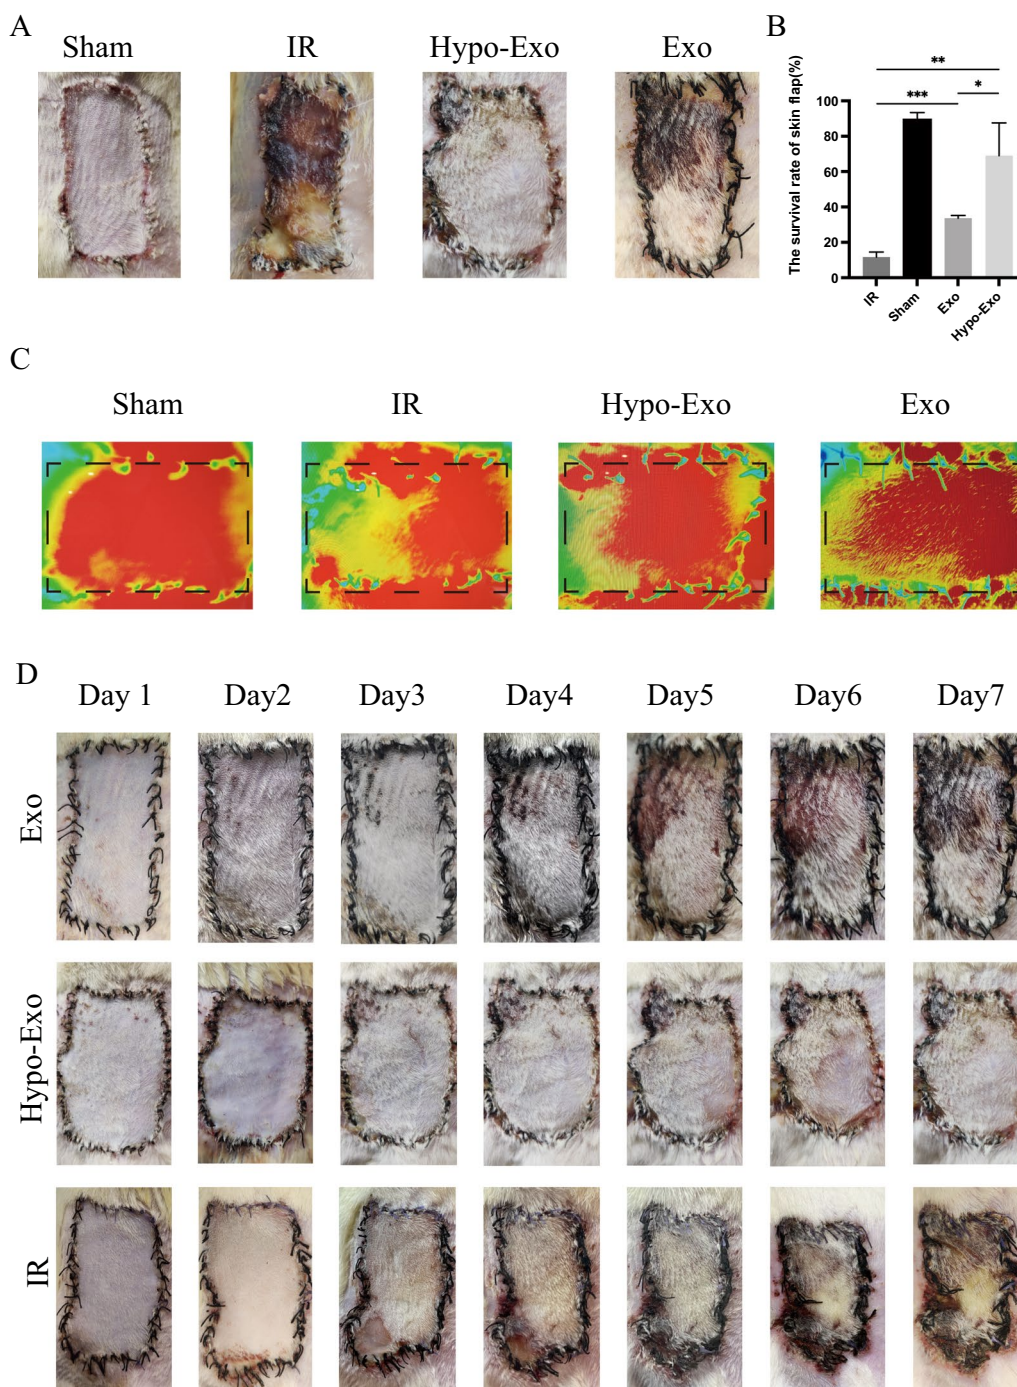 A
Sham
IR
Hypo-Exo
Exo
B
The survival rate of skin flap(%)
**
***
*
100
80
60
40
20
0
IR
Sham
Exo
Hypo-Exo
C
Sham
IR
Hypo-Exo
Exo
D
Day 1
Day2
Day3
Day4
Day5
Day6
Day7
Exo
Hypo-Exo
IR